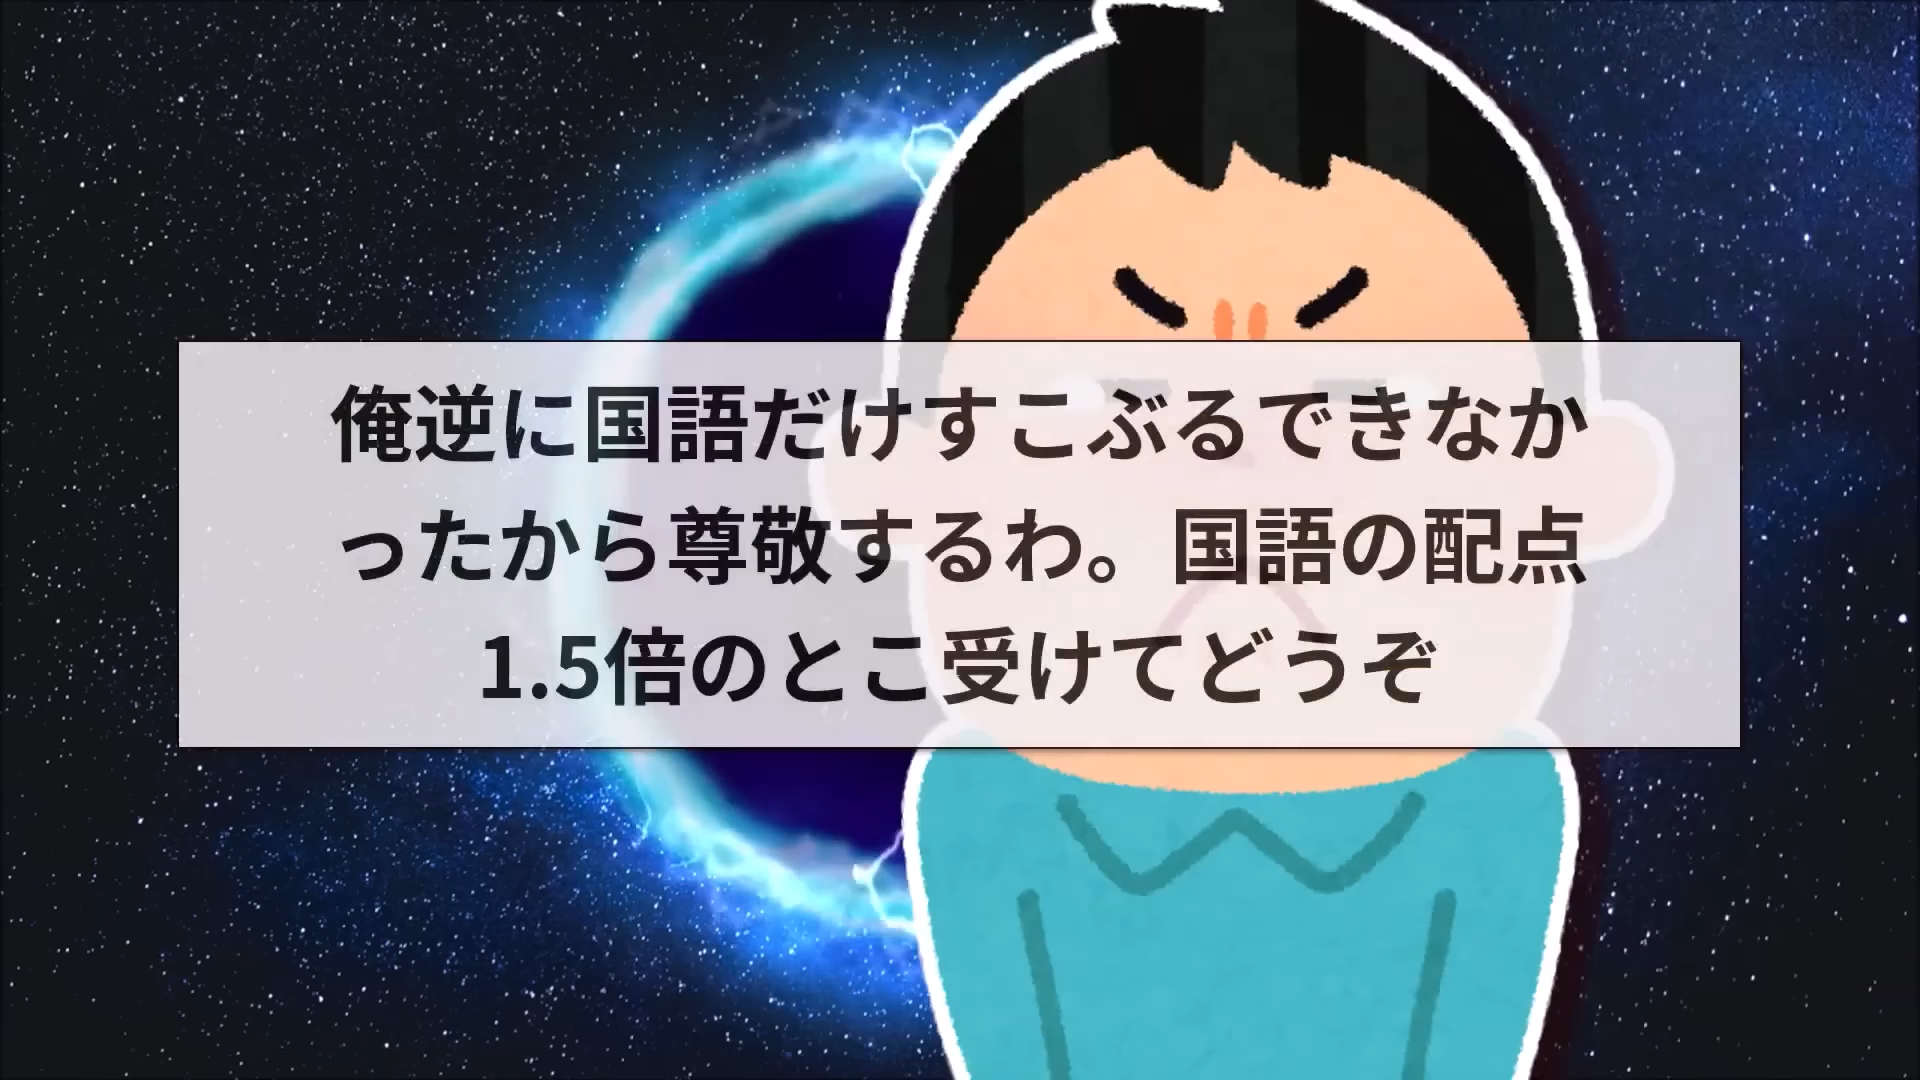 俺逆に国語だけすこぶるできなか
ったから尊敬するわ。国語の配点
1.5倍のとこ受けてどうぞ